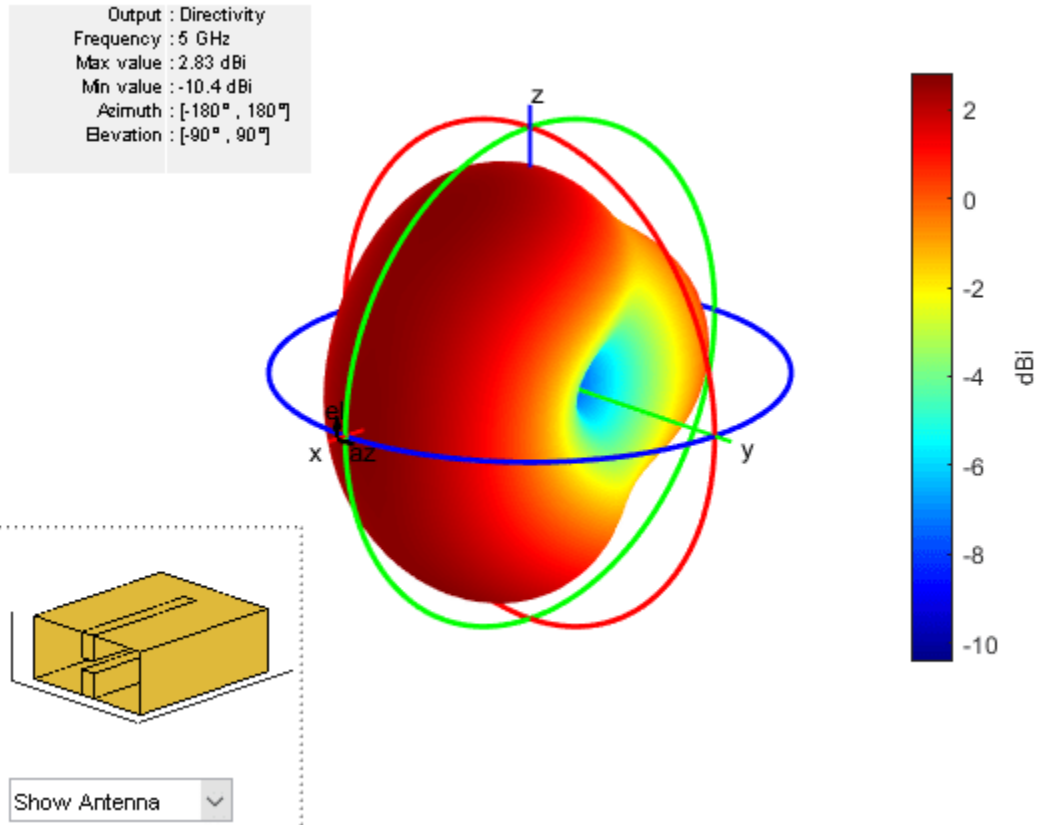 Output : Directivity
Frequency : 5 GHz
Max value : 2.83 dBi
Min value : -10.4 dBi
Azimuth : [-180° , 180°]
Elevation : [-90° , 90°]
z
x
el
az
y
2
0
-2
-4
-6
-8
-10
dBi
Show Antenna